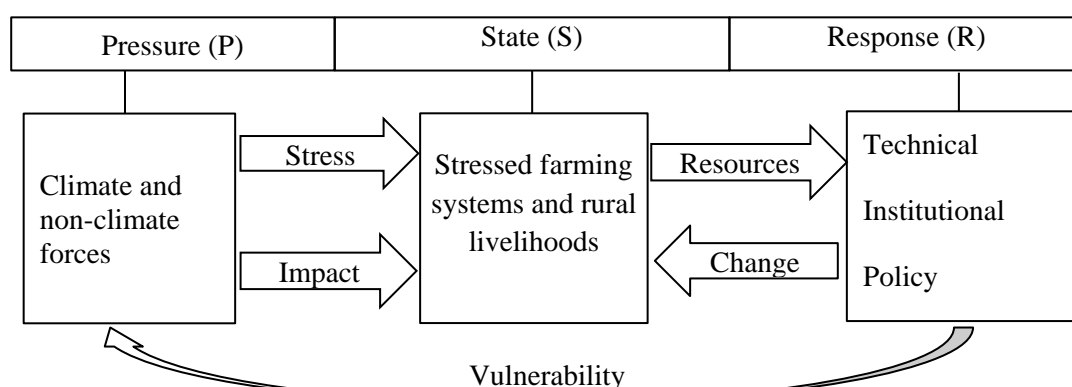 Pressure (P)
State (S)
Response (R)
Climate and
non-climate
forces
Stress
Impact
Stressed farming
systems and rural
livelihoods
Resources
Change
Technical
Institutional
Policy
Vulnerability